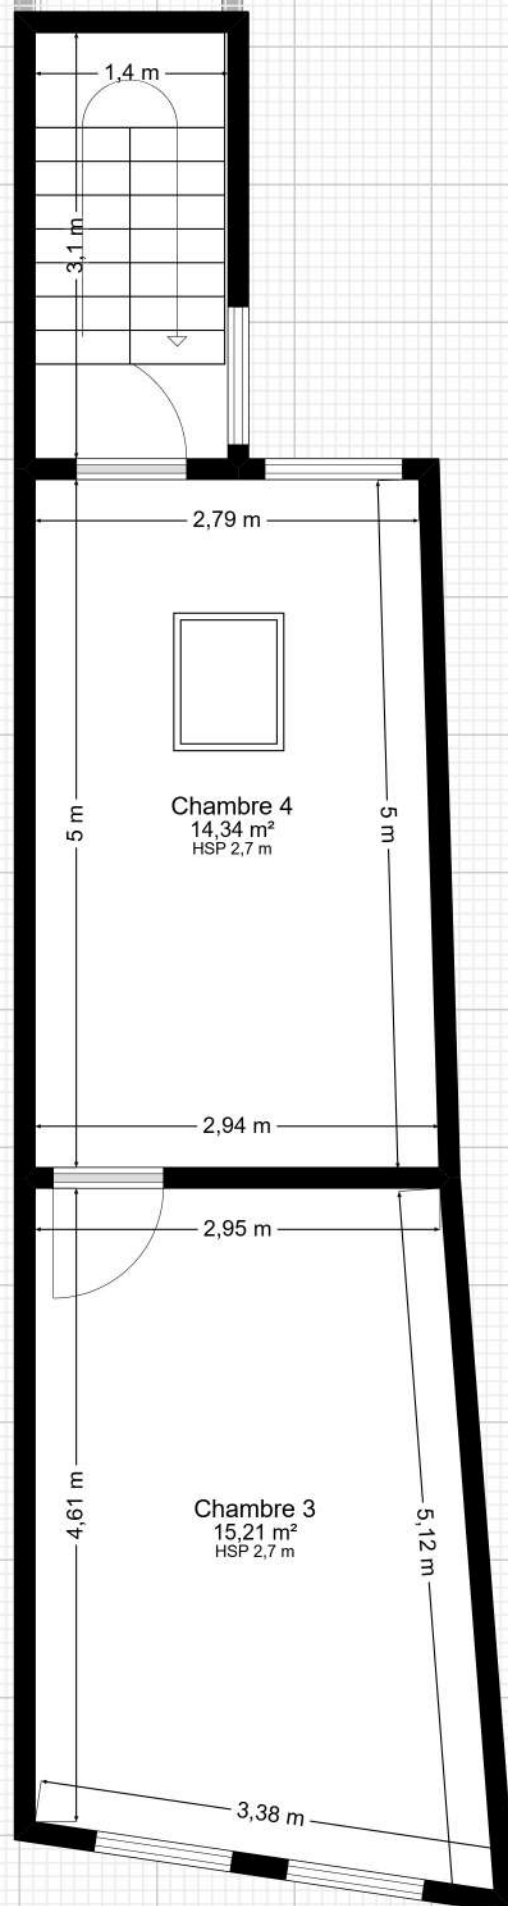 1,4 m
3,1 m
2,79 m
5 m
5 m
Chambre 4
14,34 m²
HSP 2,7 m
2,94 m
2,95 m
4,61 m
5,12 m
Chambre 3
15,21 m²
HSP 2,7 m
3,38 m